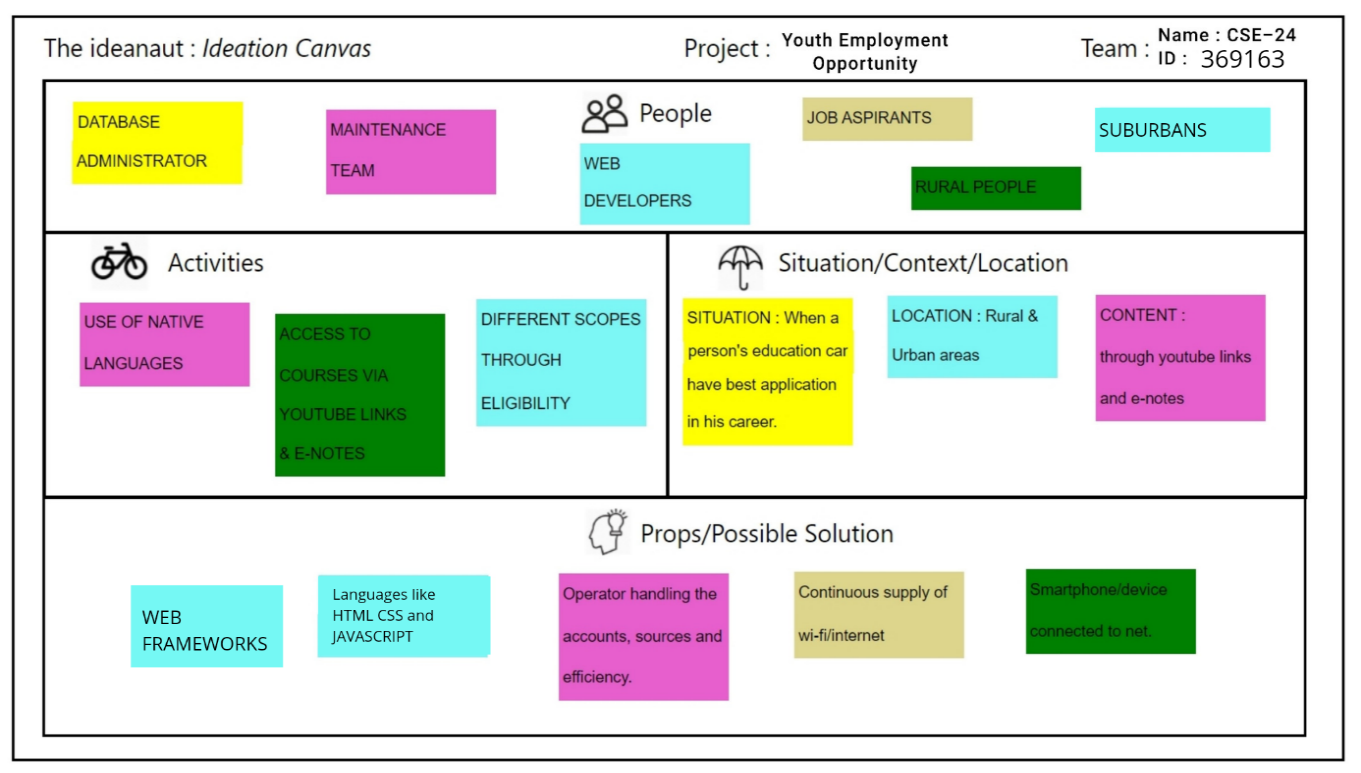 The ideanaut : Ideation Canvas
Project : Youth Employment
Opportunity
Team : Name : CSE-24
ID : 369163
People
DATABASE
ADMINISTRATOR
MAINTENANCE
TEAM
WEB
DEVELOPERS
JOB ASPIRANTS
RURAL PEOPLE
SUBURBANS
Activities
USE OF NATIVE
LANGUAGES
ACCESS TO
COURSES VIA
YOUTUBE LINKS
& E-NOTES
DIFFERENT SCOPES
THROUGH
ELIGIBILITY
Situation/Context/Location
SITUATION : When a
person's education car
have best application
in his career.
LOCATION : Rural &
Urban areas
CONTENT :
through youtube links
and e-notes
Props/Possible Solution
WEB
FRAMEWORKS
Languages like
HTML CSS and
JAVASCRIPT
Operator handling the
accounts, sources and
efficiency.
Continuous supply of
wi-fi/internet
Smartphone/device
connected to net.